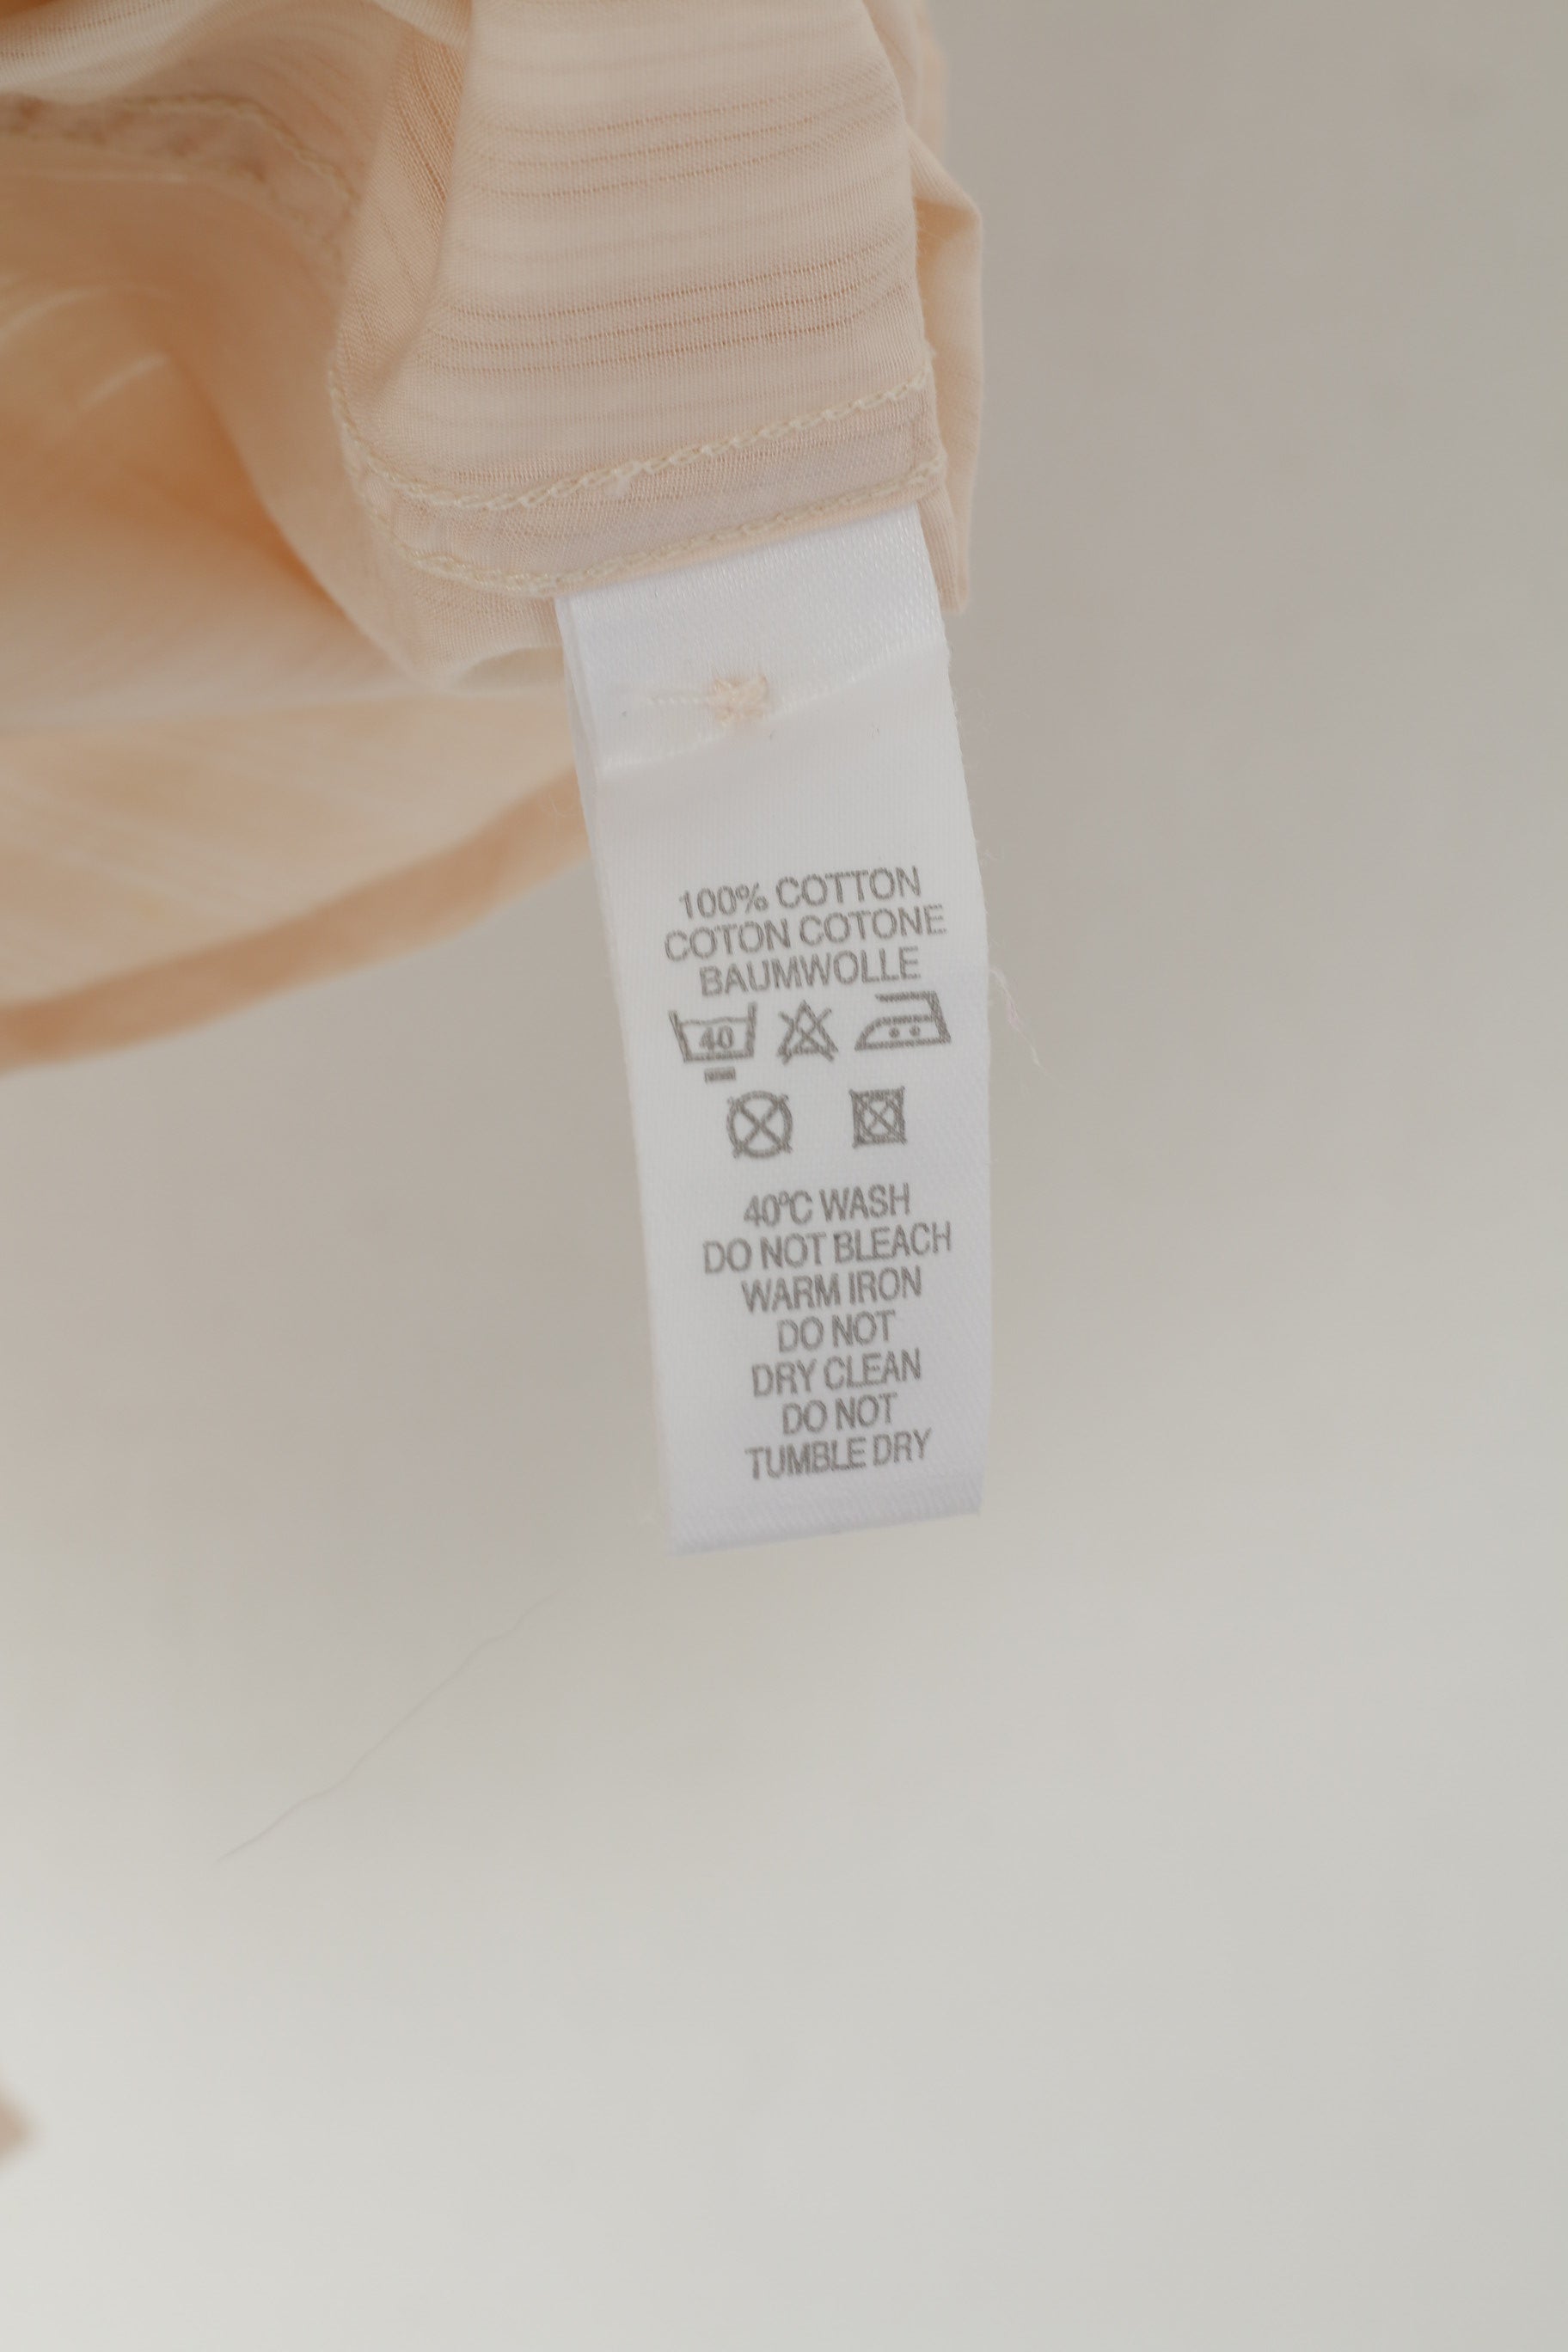 100% COTTON
COTON COTONE
BAUMWOLLE
40
40ºC WASH
DO NOT BLEACH
WARM IRON
DO NOT
DRY CLEAN
DO NOT
TUMBLE DRY